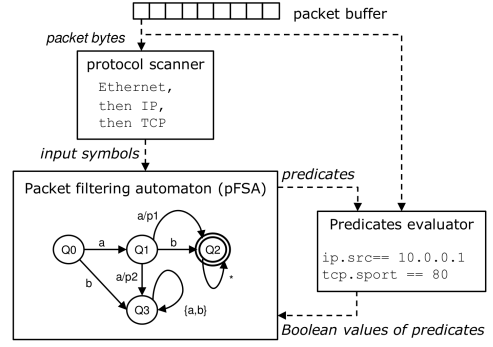 packet buffer
packet bytes
protocol scanner
Ethernet,
then IP,
then TCP
input symbols
predicates
Packet filtering automaton (pFSA)
a/p1
Q0
a
Q1
b
Q2
b
a/p2
*
Q3
{a,b}
Predicates evaluator
ip.src== 10.0.0.1
tcp.sport == 80
Boolean values of predicates